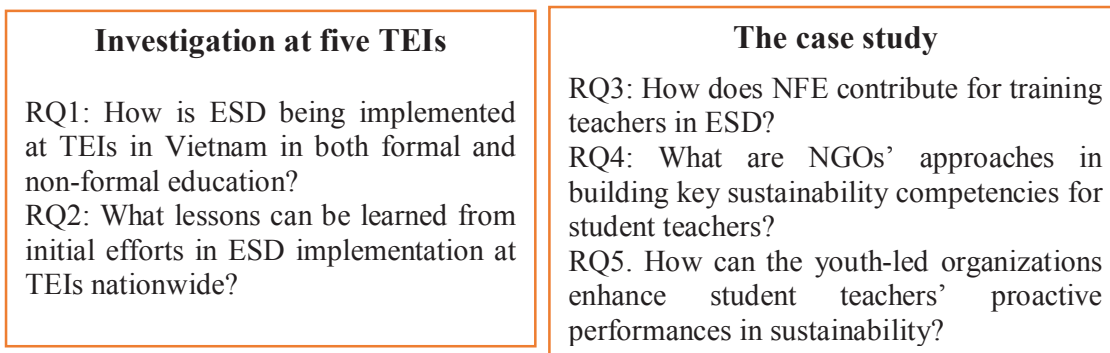 Investigation at five TEIs
RQ1: How is ESD being implemented
at TEIs in Vietnam in both formal and
non-formal education?
RQ2: What lessons can be learned from
initial efforts in ESD implementation at
TEIs nationwide?
The case study
RQ3: How does NFE contribute for training
teachers in ESD?
RQ4: What are NGOs’ approaches in
building key sustainability competencies for
student teachers?
RQ5. How can the youth-led organizations
enhance student teachers’ proactive
performances in sustainability?